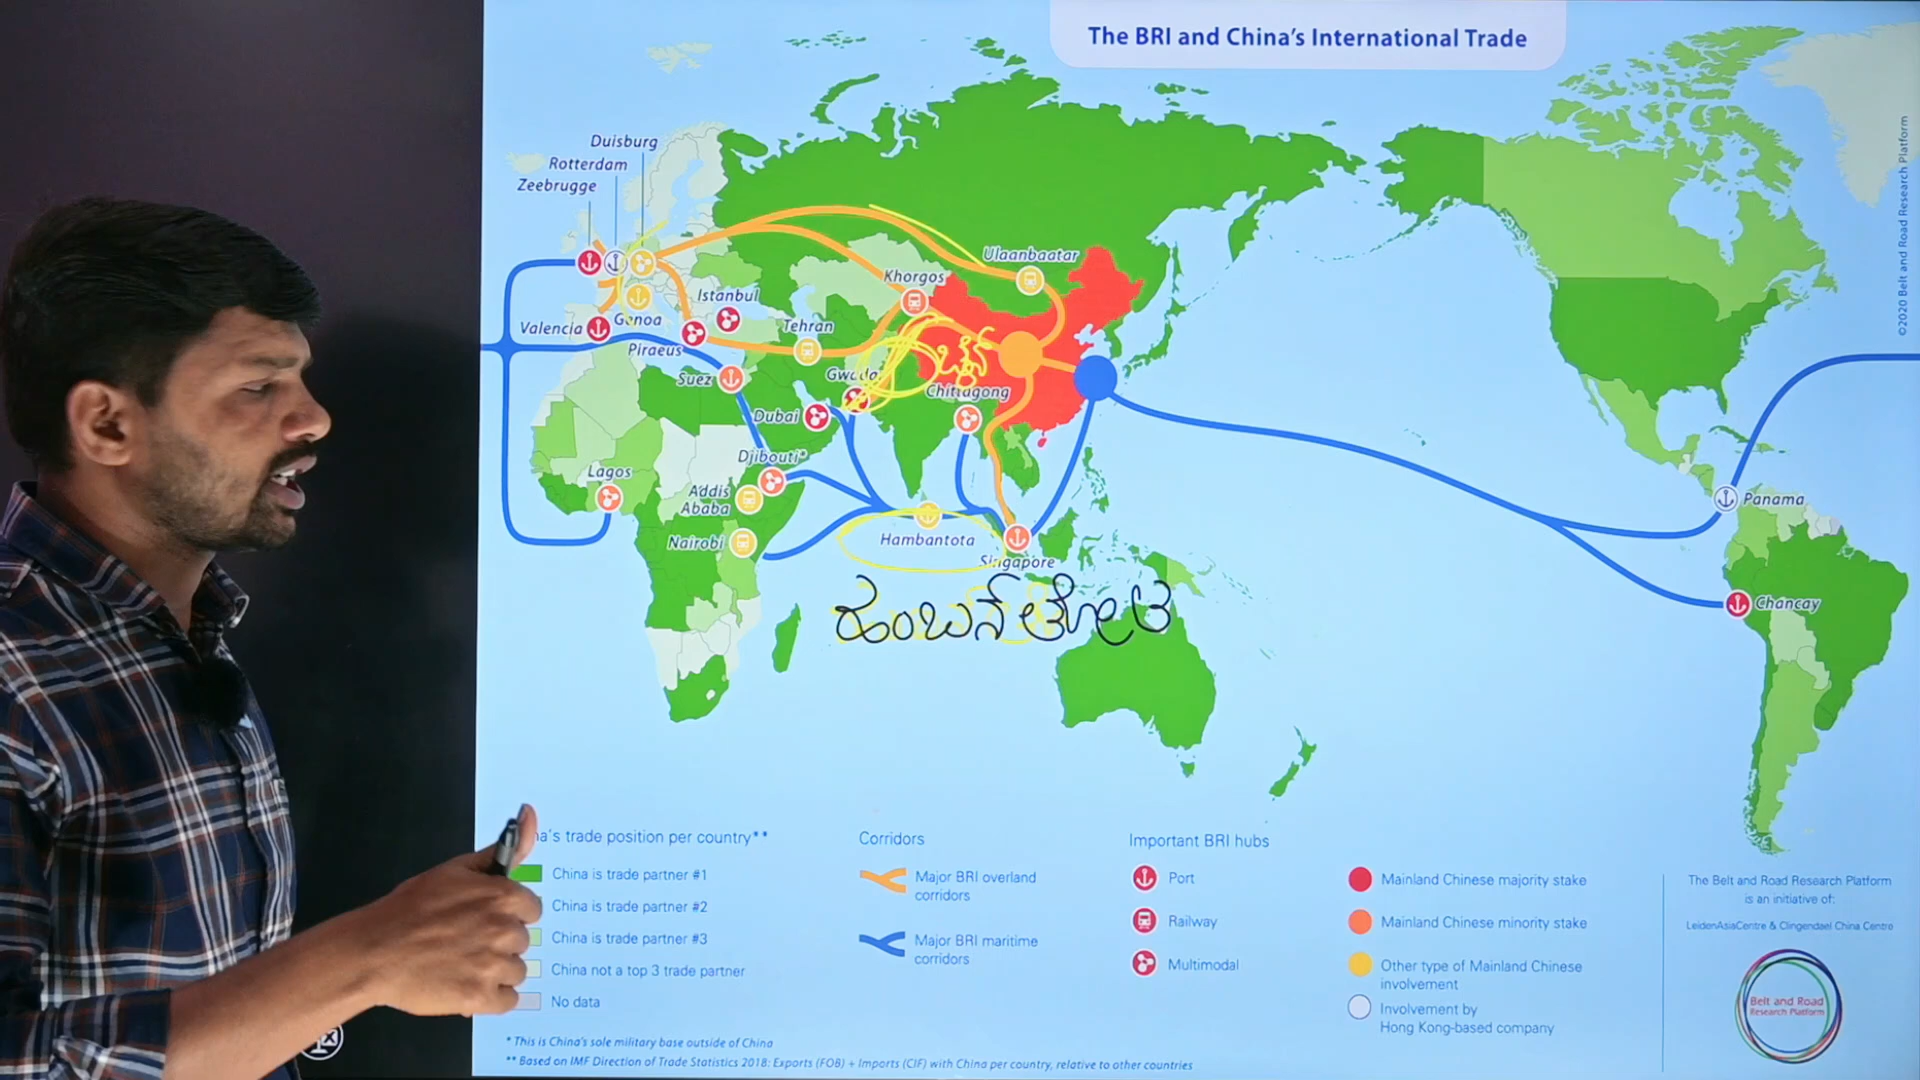 The BRI and China's International Trade
©2020 Belt and Road Research Platform
Duisburg
Rotterdam
Zeebrugge
Ulaanbaatar
Khorgos
Istanbul
Valencia
Genoa
Tehran
Piraeus
Suez
Chittagong
Dubai
Djibouti*
Lagos
Addis
Ababa
Panama
Nairobi
Hambantota
Singapore
Chancay
ಹಂಬನ್ ತೋಟ
na's trade position per country**
China is trade partner #1
China is trade partner #2
China is trade partner #3
China not a top 3 trade partner
No data
Corridors
Major BRI overland
corridors
Major BRI maritime
corridors
Important BRI hubs
Port
Railway
Multimodal
Mainland Chinese majority stake
Mainland Chinese minority stake
Other type of Mainland Chinese
involvement
Involvement by
Hong Kong-based company
The Belt and Road Research Platform
is an initiative of:
LeidenAsiaCentre & Clingendael China Centre
Belt and Road
Research Platform
* This is China's sole military base outside of China
** Based on IMF Direction of Trade Statistics 2018: Exports (FOB) + Imports (CIF) with China per country, relative to other countries